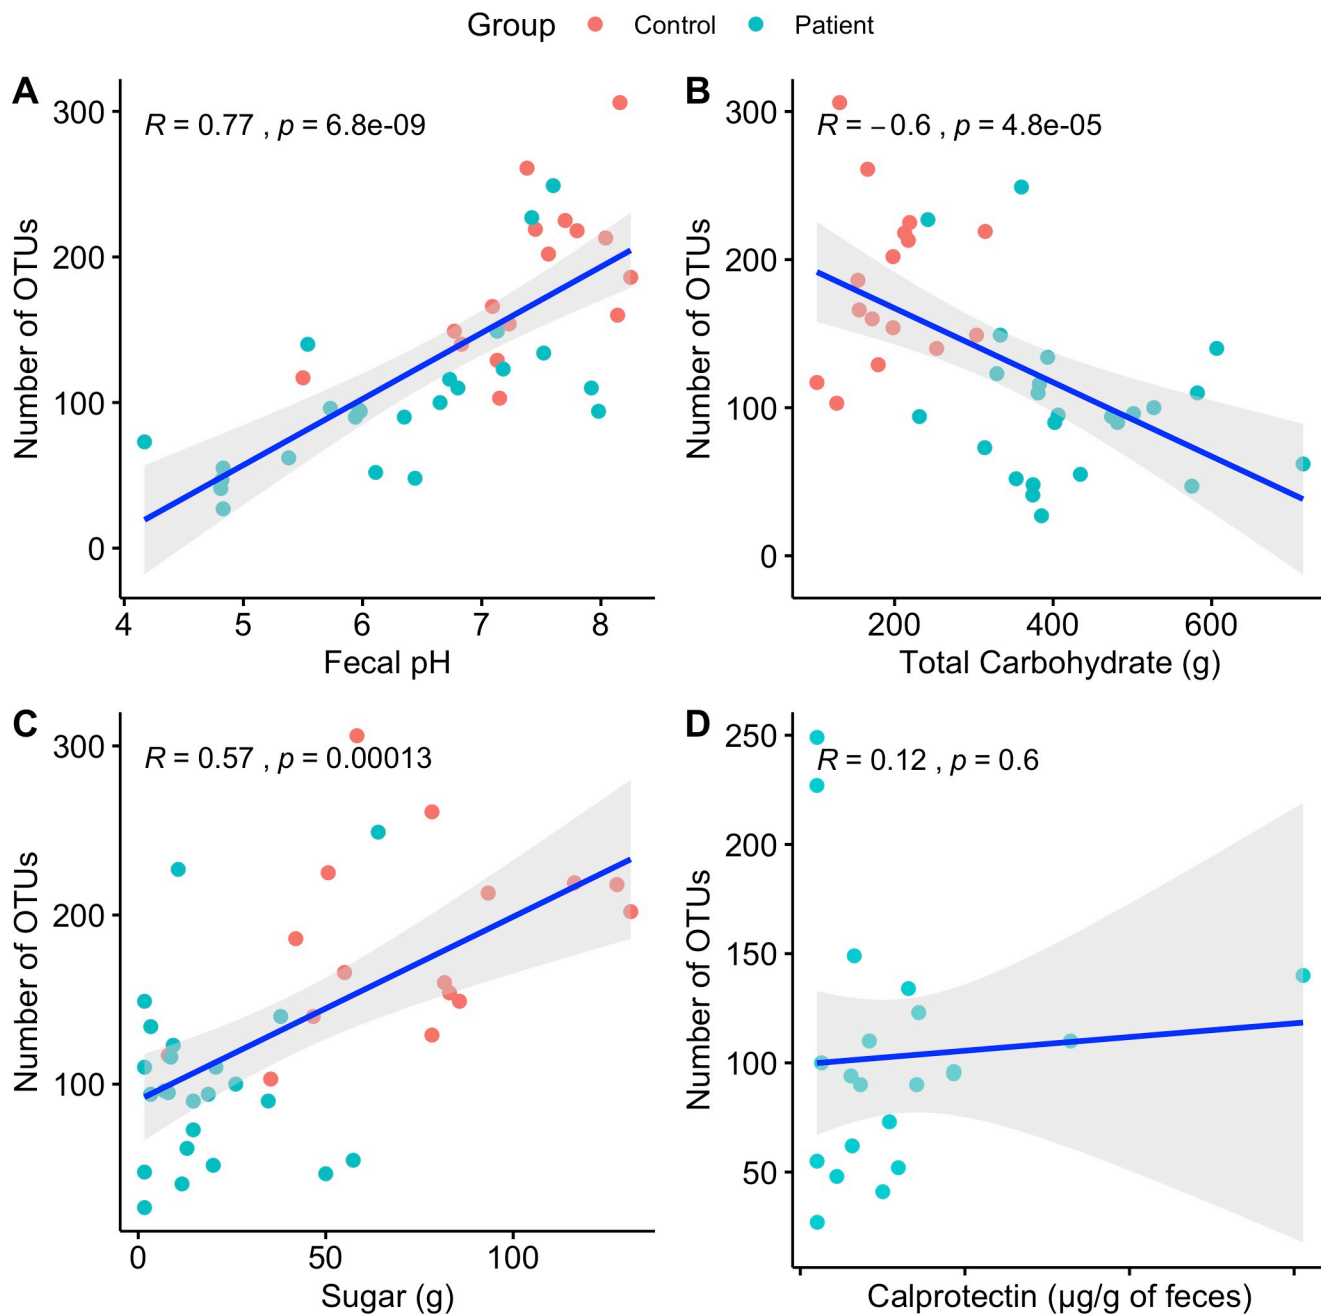 Group Control Patient
A
R = 0.77 , p = 6.8e-09
Number of OTUs
300
200
100
0
4 5 6 7 8
Fecal pH
B
R = −0.6 , p = 4.8e-05
Number of OTUs
300
200
100
0
200 400 600
Total Carbohydrate (g)
C
R = 0.57 , p = 0.00013
Number of OTUs
300
200
100
0 50 100
Sugar (g)
D
R = 0.12 , p = 0.6
Number of OTUs
250
200
150
100
50
Calprotectin (μg/g of feces)